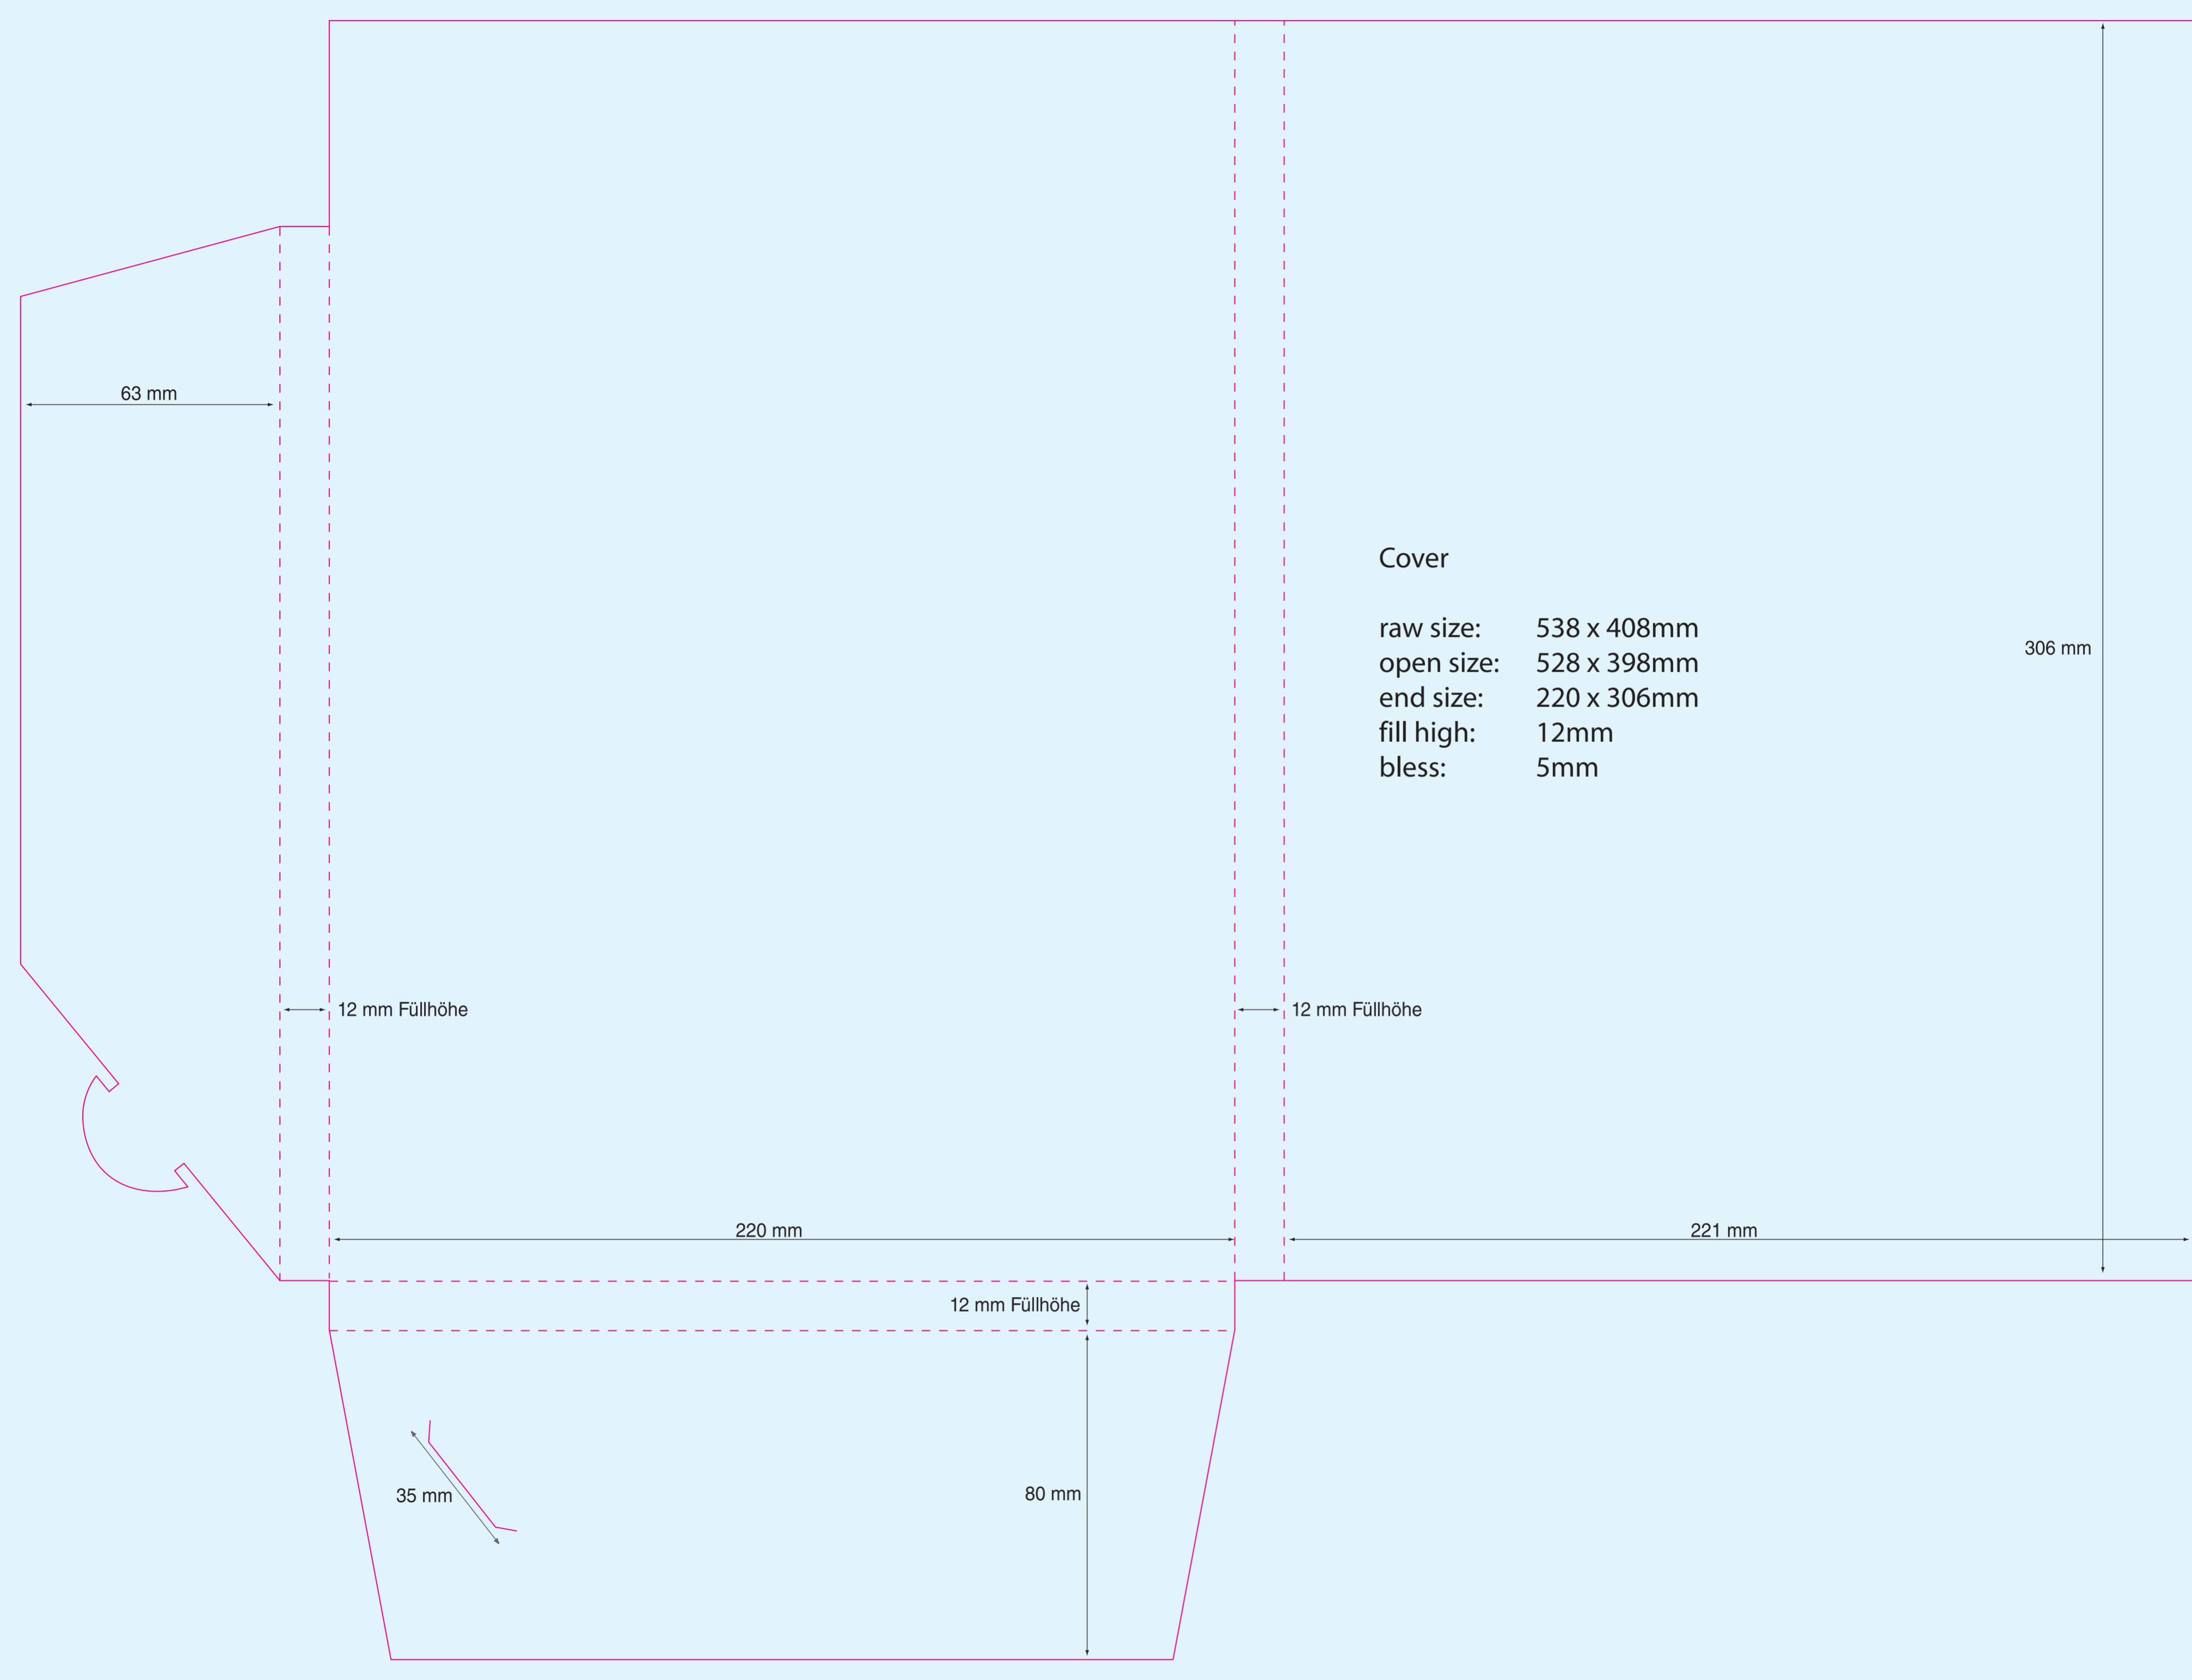 63 mm
Cover
raw size: 538 x 408mm
open size: 528 x 398mm
end size: 220 x 306mm
fill high: 12mm
bless: 5mm
306 mm
12 mm Füllhöhe
12 mm Füllhöhe
220 mm
221 mm
12 mm Füllhöhe
35 mm
80 mm